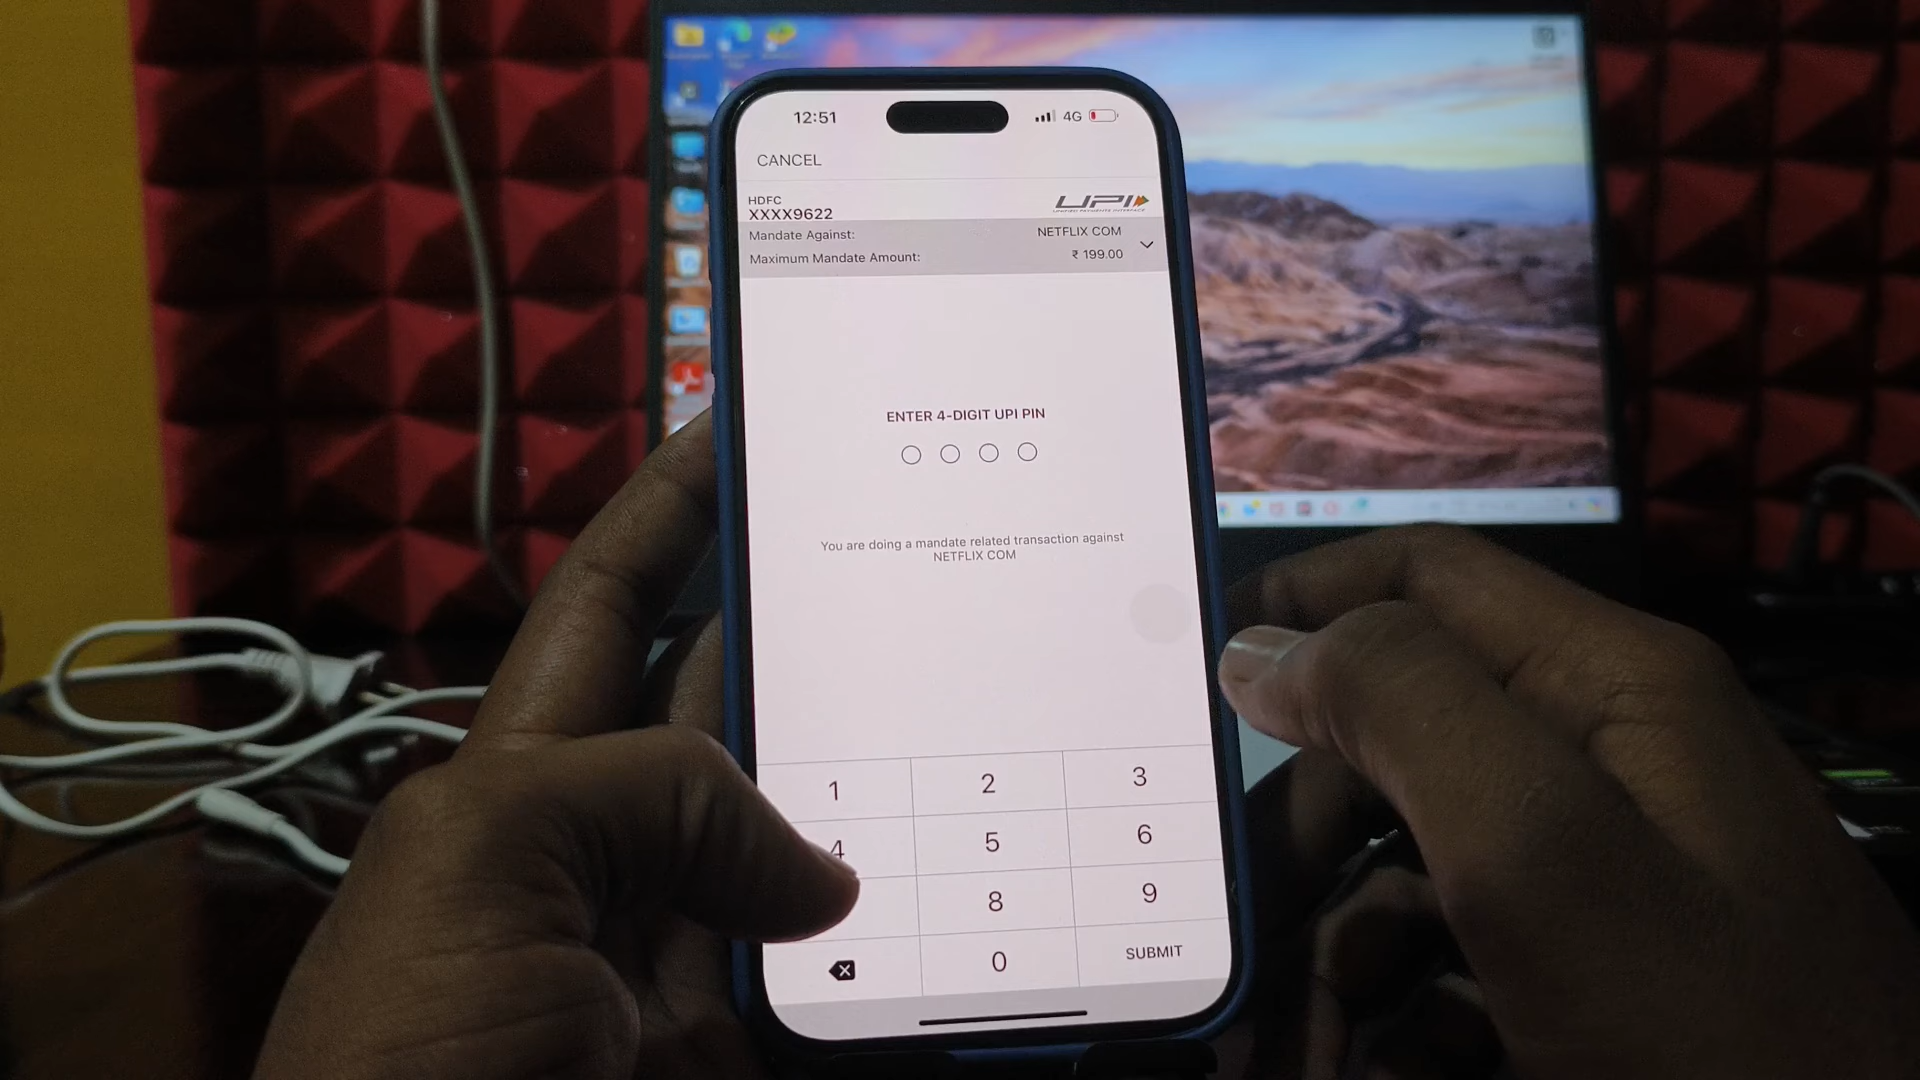 12:51
4G
CANCEL
HDFC
XXXX9622
UPI
UNIFIED PAYMENTS INTERFACE
Mandate Against:
NETFLIX COM
Maximum Mandate Amount:
₹ 199.00
ENTER 4-DIGIT UPI PIN
You are doing a mandate related transaction against
NETFLIX COM
1 2 3
4 5 6
8 9
0 SUBMIT